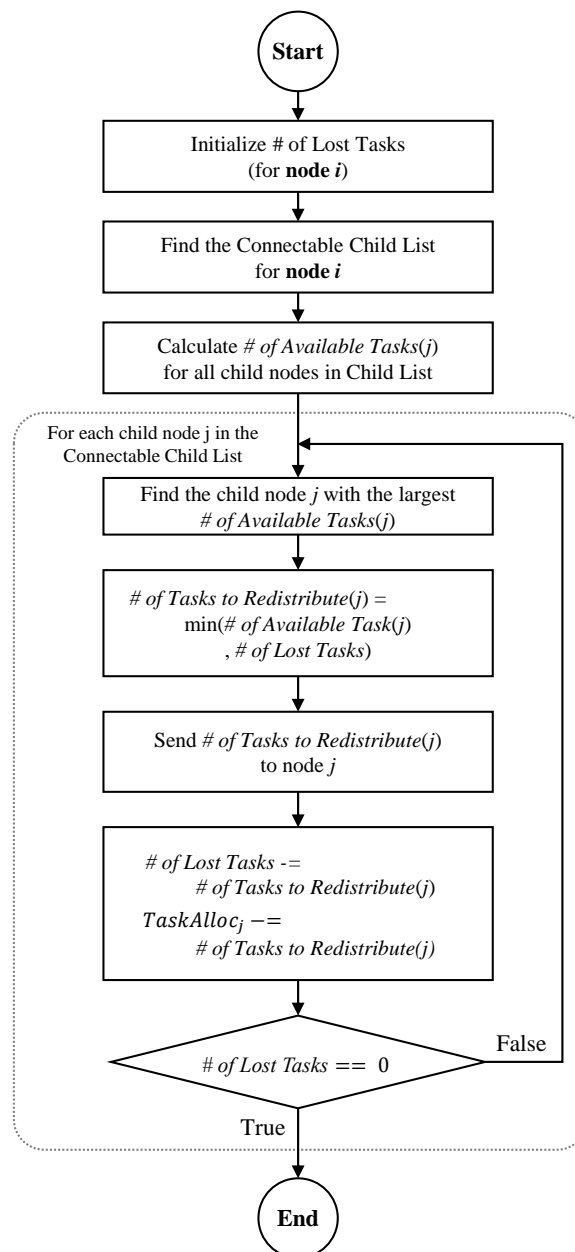 Start
Initialize # of Lost Tasks
(for node i)
Find the Connectable Child List
for node i
Calculate # of Available Tasks(j)
for all child nodes in Child List
For each child node j in the
Connectable Child List
Find the child node j with the largest
# of Available Tasks(j)
# of Tasks to Redistribute(j) =
min(# of Available Task(j)
, # of Lost Tasks)
Send # of Tasks to Redistribute(j)
to node j
# of Lost Tasks -=
# of Tasks to Redistribute(j)
TaskAlloc_j −=
# of Tasks to Redistribute(j)
# of Lost Tasks == 0
False
True
End